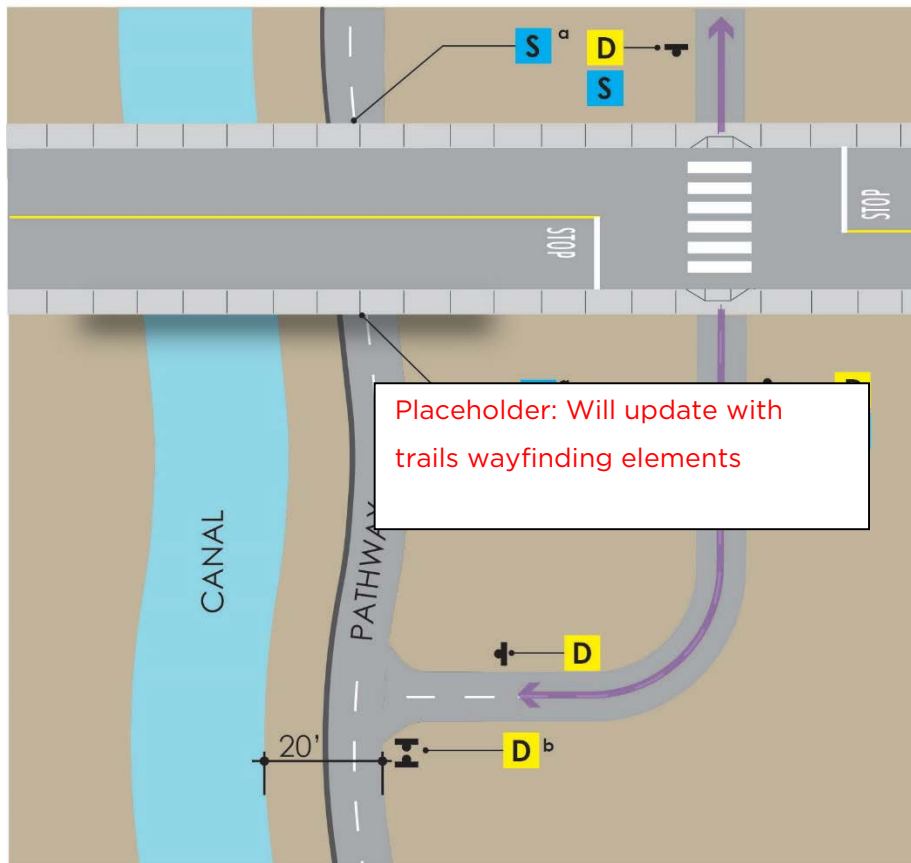 S a
D
S
STOP
STOP
Placeholder: Will update with
trails wayfinding elements
CANAL
PATHWAY
D
D b
20'